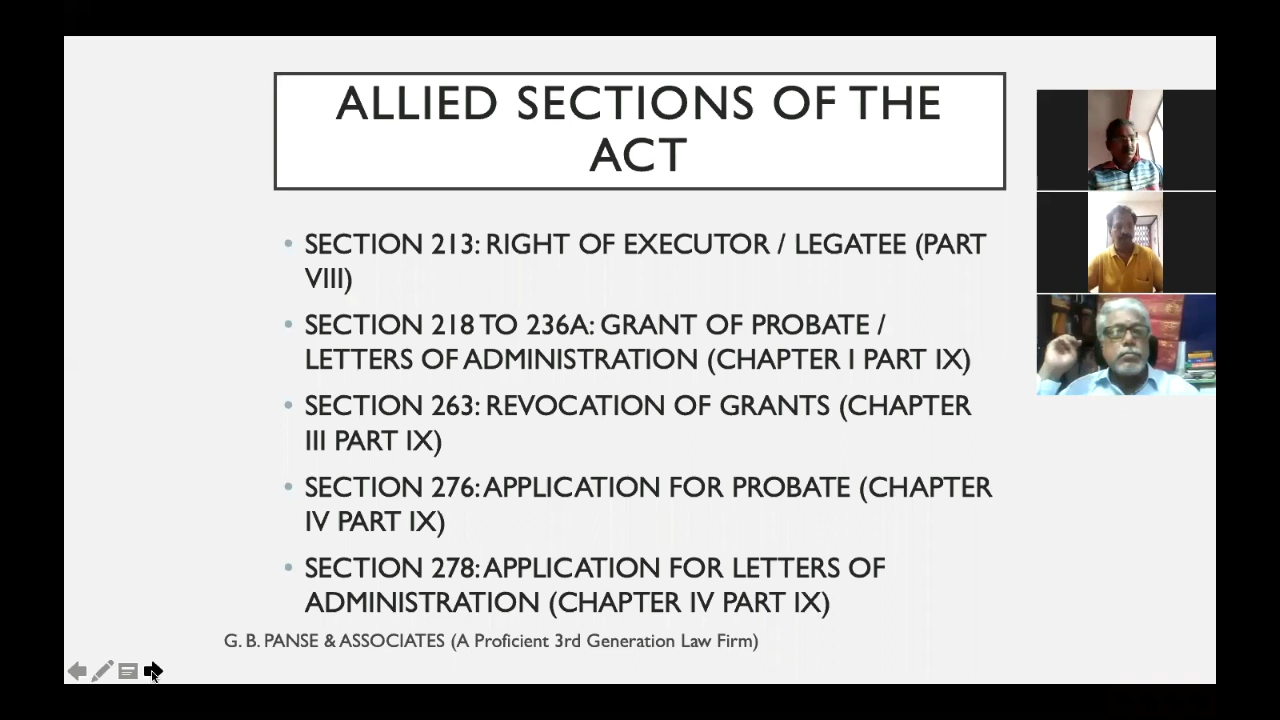 ALLIED SECTIONS OF THE
ACT
• SECTION 213: RIGHT OF EXECUTOR / LEGATEE (PART
VIII)
• SECTION 218 TO 236A: GRANT OF PROBATE /
LETTERS OF ADMINISTRATION (CHAPTER I PART IX)
• SECTION 263: REVOCATION OF GRANTS (CHAPTER
III PART IX)
• SECTION 276: APPLICATION FOR PROBATE (CHAPTER
IV PART IX)
• SECTION 278: APPLICATION FOR LETTERS OF
ADMINISTRATION (CHAPTER IV PART IX)
G. B. PANSE & ASSOCIATES (A Proficient 3rd Generation Law Firm)